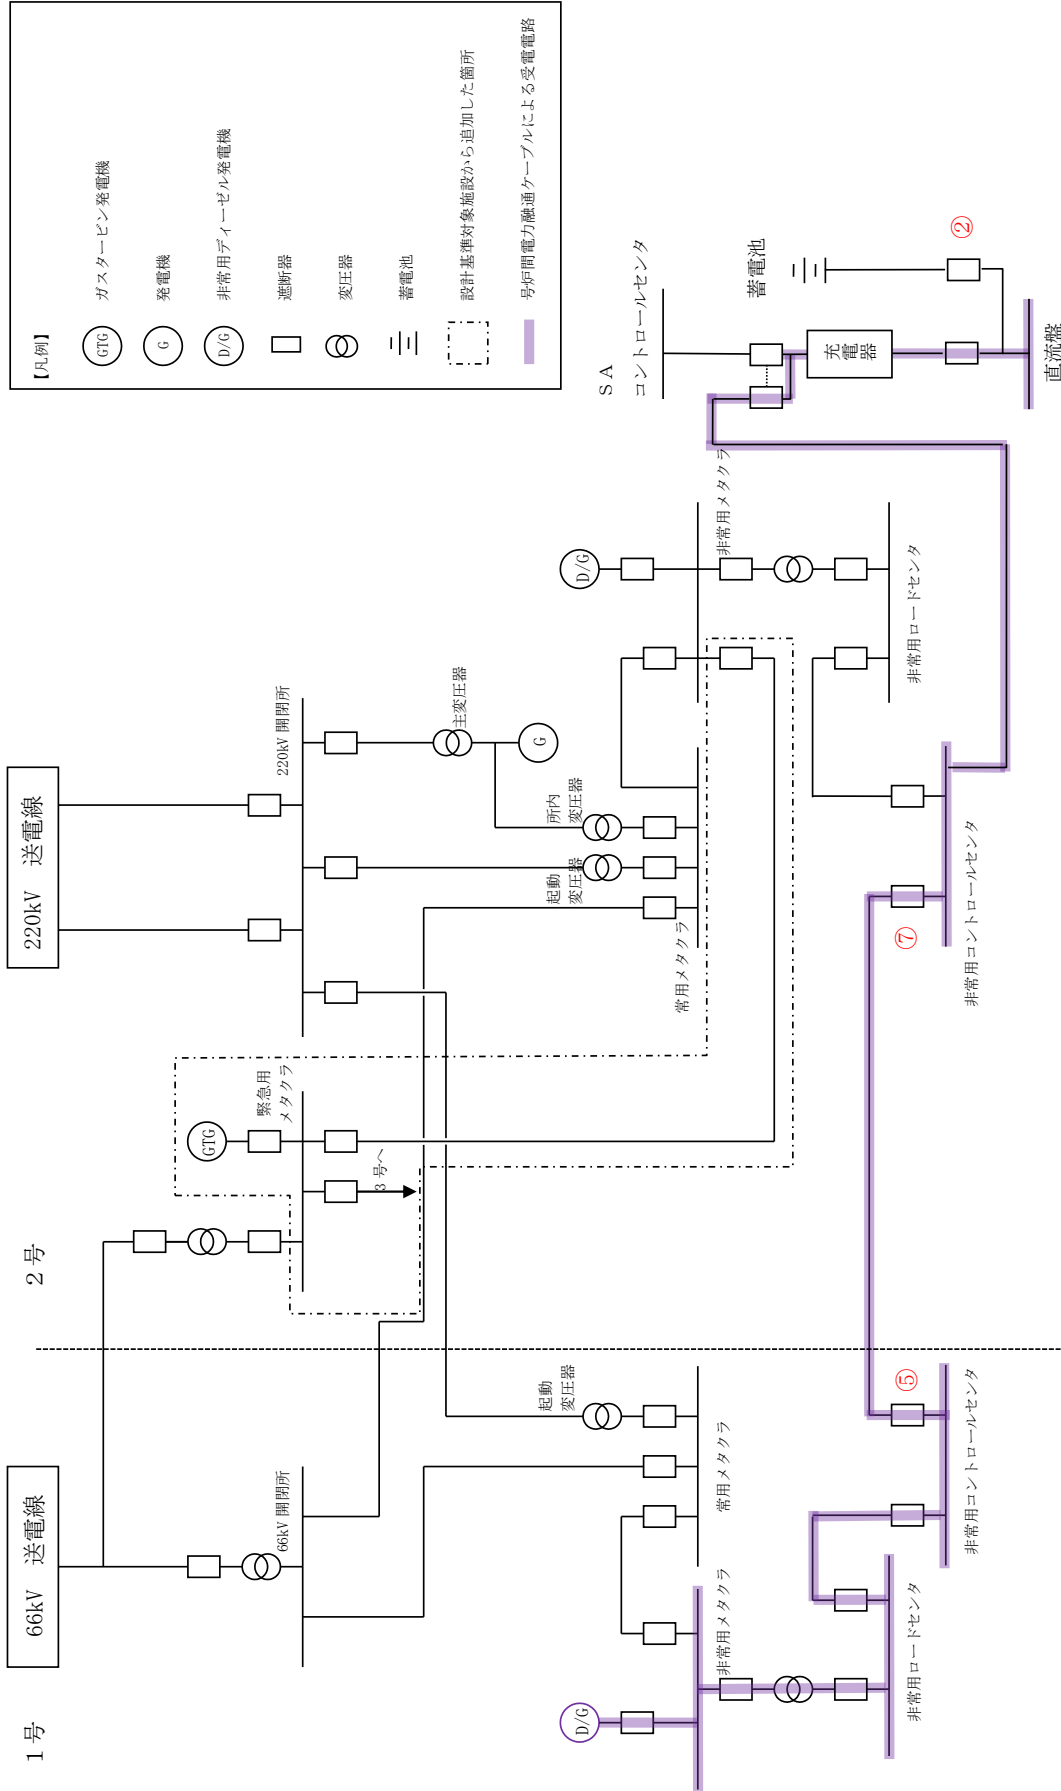 1号
2号
66kV　送電線
220kV　送電線
66kV 開閉所
220kV 開閉所
GTG
緊急用
メタクラ
3 号へ
主変圧器
G
所内
変圧器
起動
変圧器
常用メタクラ
D/G
非常用メタクラ
非常用ロードセンタ
非常用コントロールセンタ
⑦
起動
変圧器
常用メタクラ
D/G
非常用メタクラ
非常用ロードセンタ
非常用コントロールセンタ
⑤
SA
コントロールセンタ
蓄電池
②
充電器
直流盤
【凡例】
GTG
ガスタービン発電機
G
発電機
D/G
非常用ディーゼル発電機
遮断器
変圧器
蓄電池
設計基準対象施設から追加した箇所
号炉間電力融通ケーブルによる受電電路